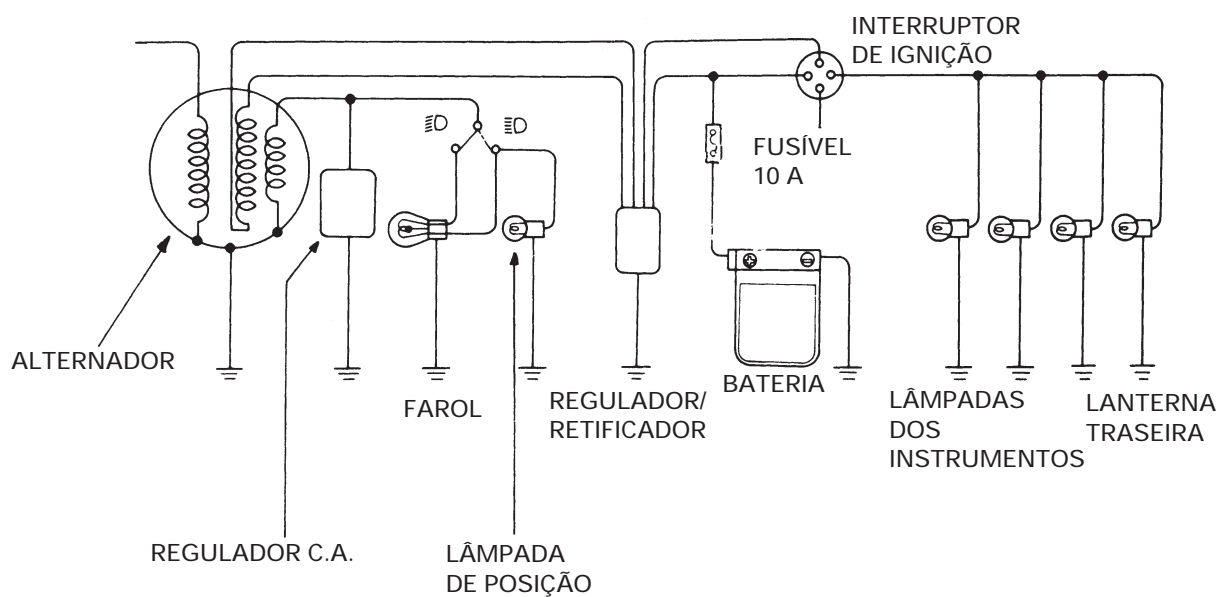 INTERRUPTOR
DE IGNIÇÃO
FUSÍVEL
10 A
ALTERNADOR
FAROL
REGULADOR/
RETIFICADOR
BATERIA
LÂMPADAS
DOS
INSTRUMENTOS
LANTERNA
TRASEIRA
REGULADOR C.A.
LÂMPADA
DE POSIÇÃO